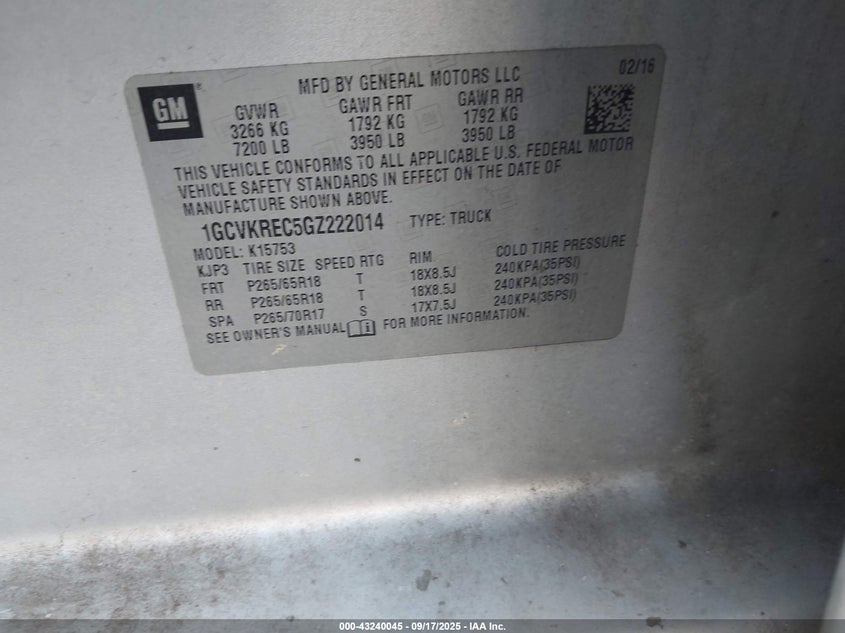 GM ®
MFD BY GENERAL MOTORS LLC
02/16
GVWR GAWR FRT GAWR RR
3266 KG 1792 KG 1792 KG
7200 LB 3950 LB 3950 LB
THIS VEHICLE CONFORMS TO ALL APPLICABLE U.S. FEDERAL MOTOR
VEHICLE SAFETY STANDARDS IN EFFECT ON THE DATE OF
MANUFACTURE SHOWN ABOVE.
1GCVKREC5GZ222014 TYPE: TRUCK
MODEL: K15753
KJP3 TIRE SIZE SPEED RTG RIM COLD TIRE PRESSURE
FRT P265/65R18 T 18X8.5J 240KPA(35PSI)
RR P265/65R18 T 18X8.5J 240KPA(35PSI)
SPA P265/70R17 S 17X7.5J 240KPA(35PSI)
SEE OWNER'S MANUAL i FOR MORE INFORMATION.
000-43240045 - 09/17/2025 - IAA Inc.